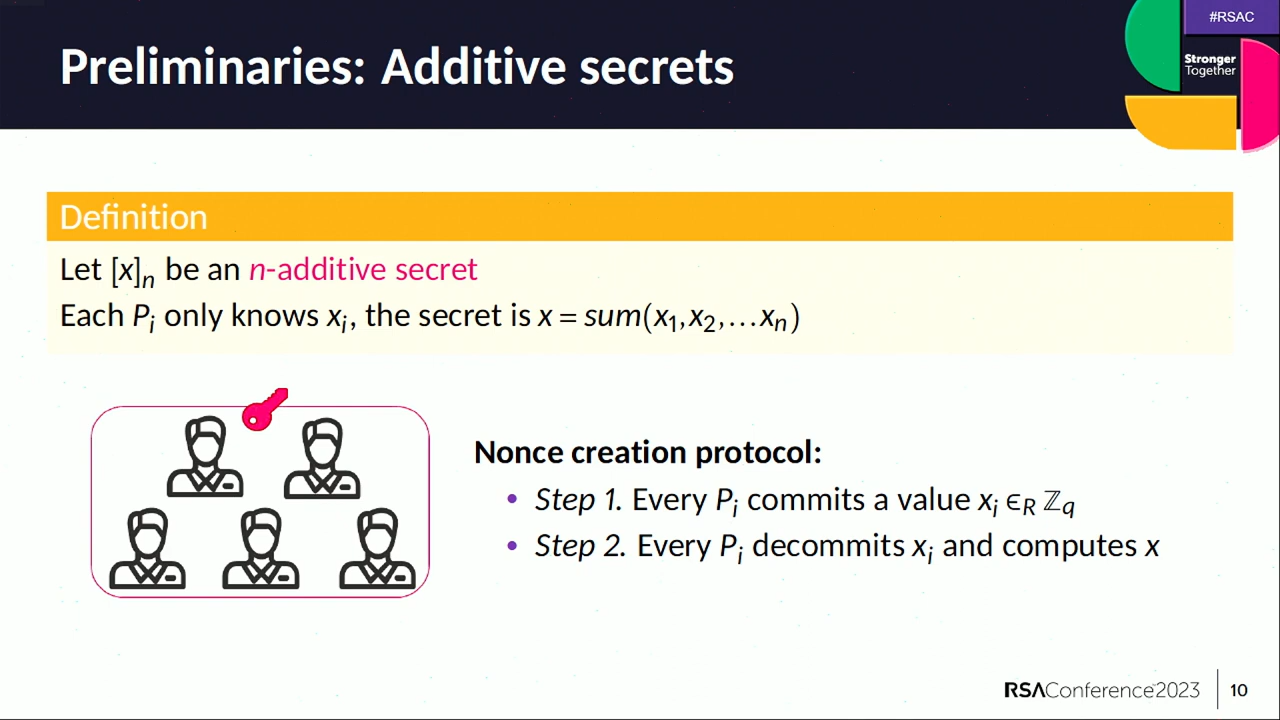 #RSAC
Preliminaries: Additive secrets
Stronger
Together
Definition
Let [x]ₙ be an n-additive secret
Each Pᵢ only knows xᵢ, the secret is x = sum(x₁,x₂,…xₙ)
Nonce creation protocol:
• Step 1. Every Pᵢ commits a value xᵢ ∈R ℤq
• Step 2. Every Pᵢ decommits xᵢ and computes x
RSAConference2023
10